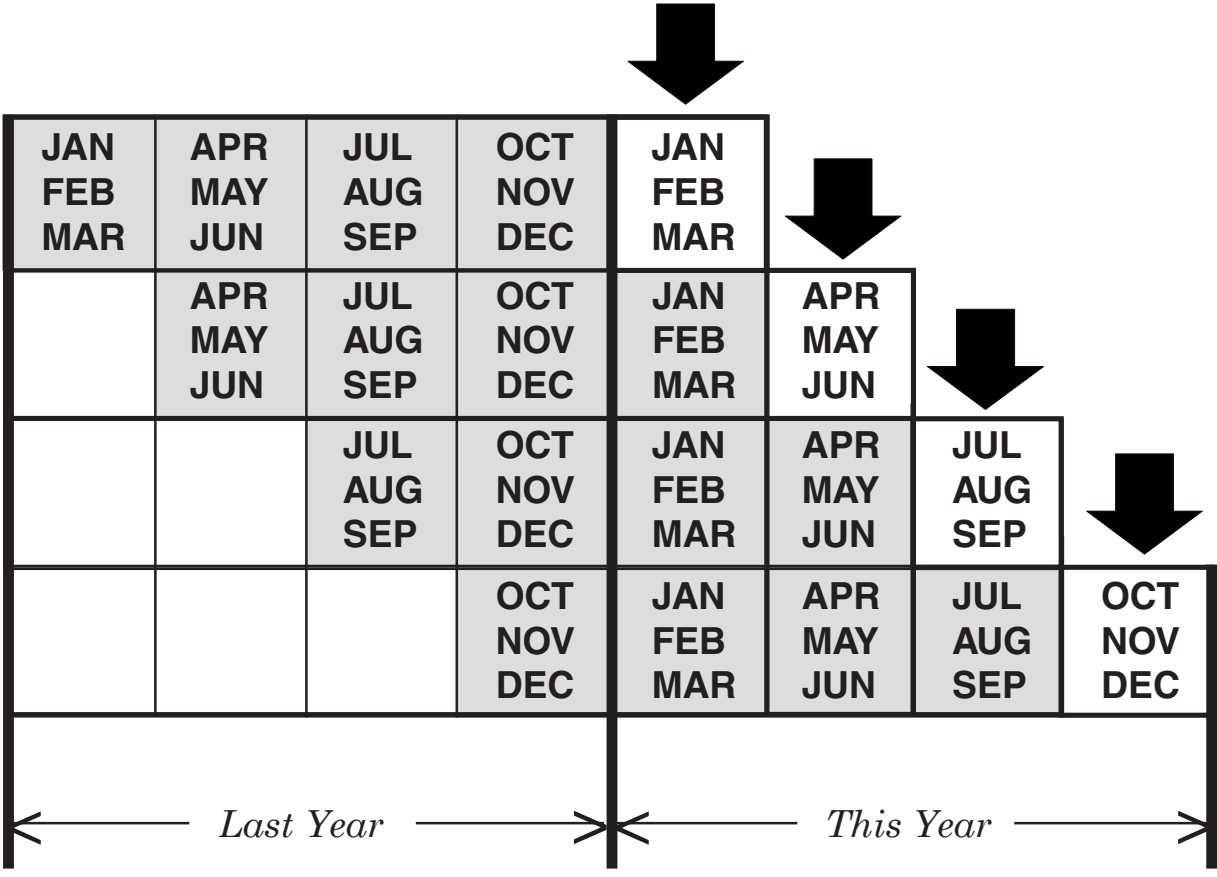 JAN APR JUL OCT JAN
FEB MAY AUG NOV FEB
MAR JUN SEP DEC MAR
APR JUL OCT JAN APR
MAY AUG NOV FEB MAY
JUN SEP DEC MAR JUN
JUL OCT JAN APR JUL
AUG NOV FEB MAY AUG
SEP DEC MAR JUN SEP
OCT JAN APR JUL OCT
NOV FEB MAY AUG NOV
DEC MAR JUN SEP DEC
Last Year This Year